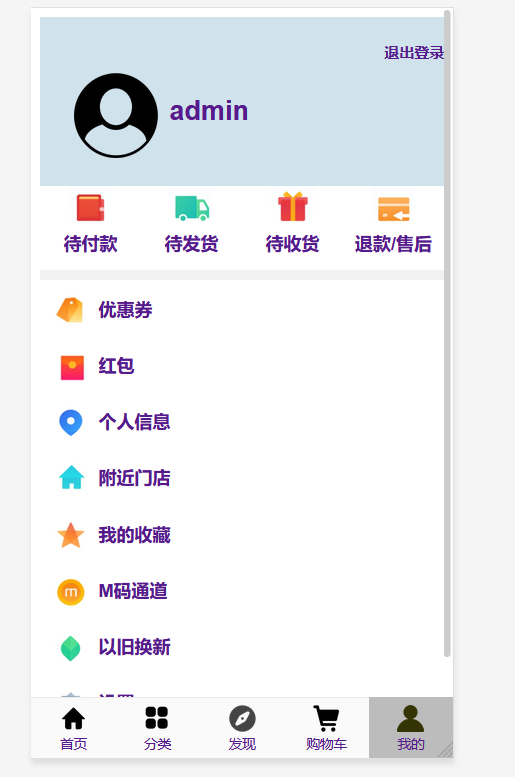 退出登录
admin
待付款 待发货 待收货 退款/售后
优惠券
红包
个人信息
附近门店
我的收藏
M码通道
以旧换新
首页 分类 发现 购物车 我的